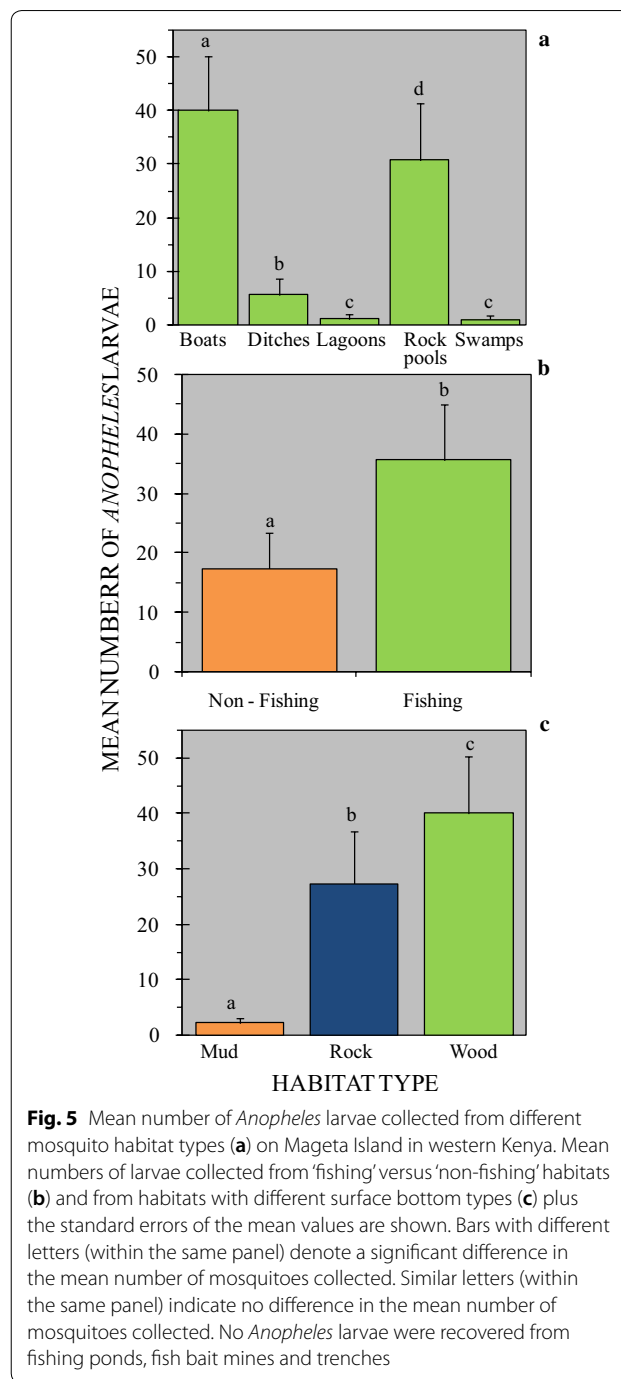 a
50
40
30
20
10
0
a
b
c
d
c
Boats Ditches Lagoons Rock pools Swamps
MEAN NUMBERR OF ANOPHELES LARVAE
b
50
40
30
20
10
0
a
b
Non - Fishing Fishing
c
50
40
30
20
10
0
a
b
c
Mud Rock Wood
HABITAT TYPE
Fig. 5 Mean number of Anopheles larvae collected from different
mosquito habitat types (a) on Mageta Island in western Kenya. Mean
numbers of larvae collected from ‘fishing’ versus ‘non-fishing’ habitats
(b) and from habitats with different surface bottom types (c) plus
the standard errors of the mean values are shown. Bars with different
letters (within the same panel) denote a significant difference in
the mean number of mosquitoes collected. Similar letters (within
the same panel) indicate no difference in the mean number of
mosquitoes collected. No Anopheles larvae were recovered from
fishing ponds, fish bait mines and trenches